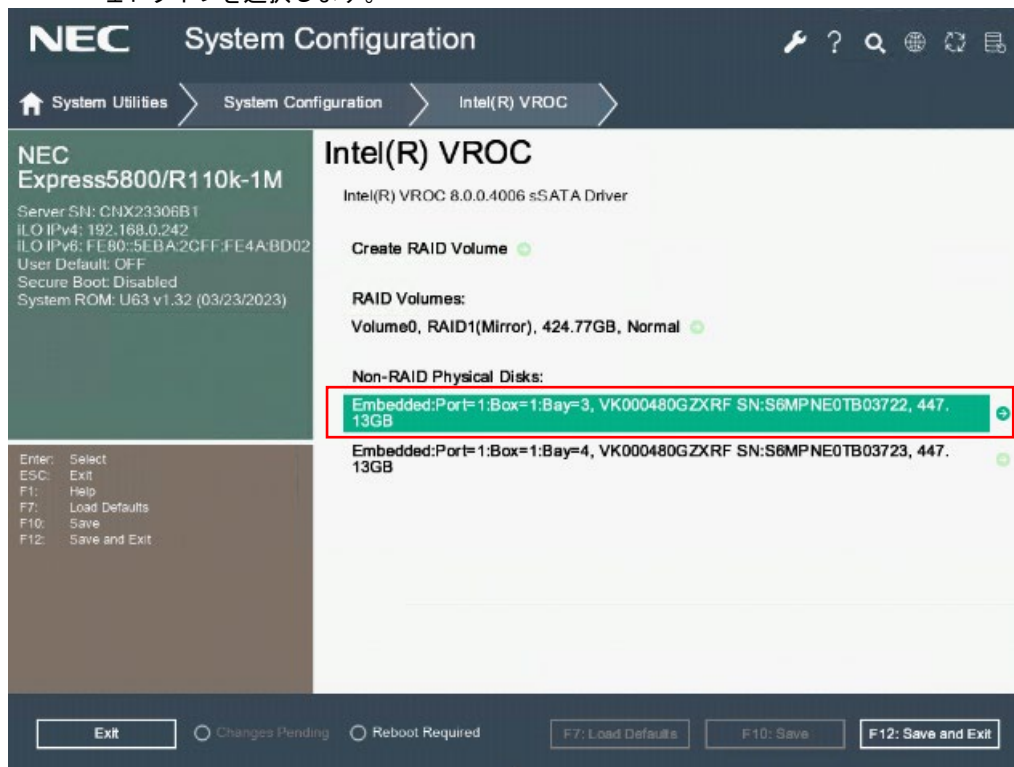 を選択します。
NEC System Configuration
System Utilities System Configuration Intel(R) VROC
NEC
Express5800/R110k-1M
Server SN: CNX23306B1
iLO IPv4: 192.168.0.242
iLO IPv6: FE80::5EBA:2CFF:FE4A:BD02
User Default: OFF
Secure Boot: Disabled
System ROM: U63 v1.32 (03/23/2023)
Enter: Select
ESC: Exit
F1: Help
F7: Load Defaults
F10: Save
F12: Save and Exit
Intel(R) VROC
Intel(R) VROC 8.0.0.4006 sSATA Driver
Create RAID Volume
RAID Volumes:
Volume0, RAID1(Mirror), 424.77GB, Normal
Non-RAID Physical Disks:
Embedded:Port=1:Box=1:Bay=3, VK000480GZXRF SN:S6MPNE0TB03722, 447.
13GB
Embedded:Port=1:Box=1:Bay=4, VK000480GZXRF SN:S6MPNE0TB03723, 447.
13GB
Exit Changes Pending Reboot Required F7: Load Defaults F10: Save F12: Save and Exit